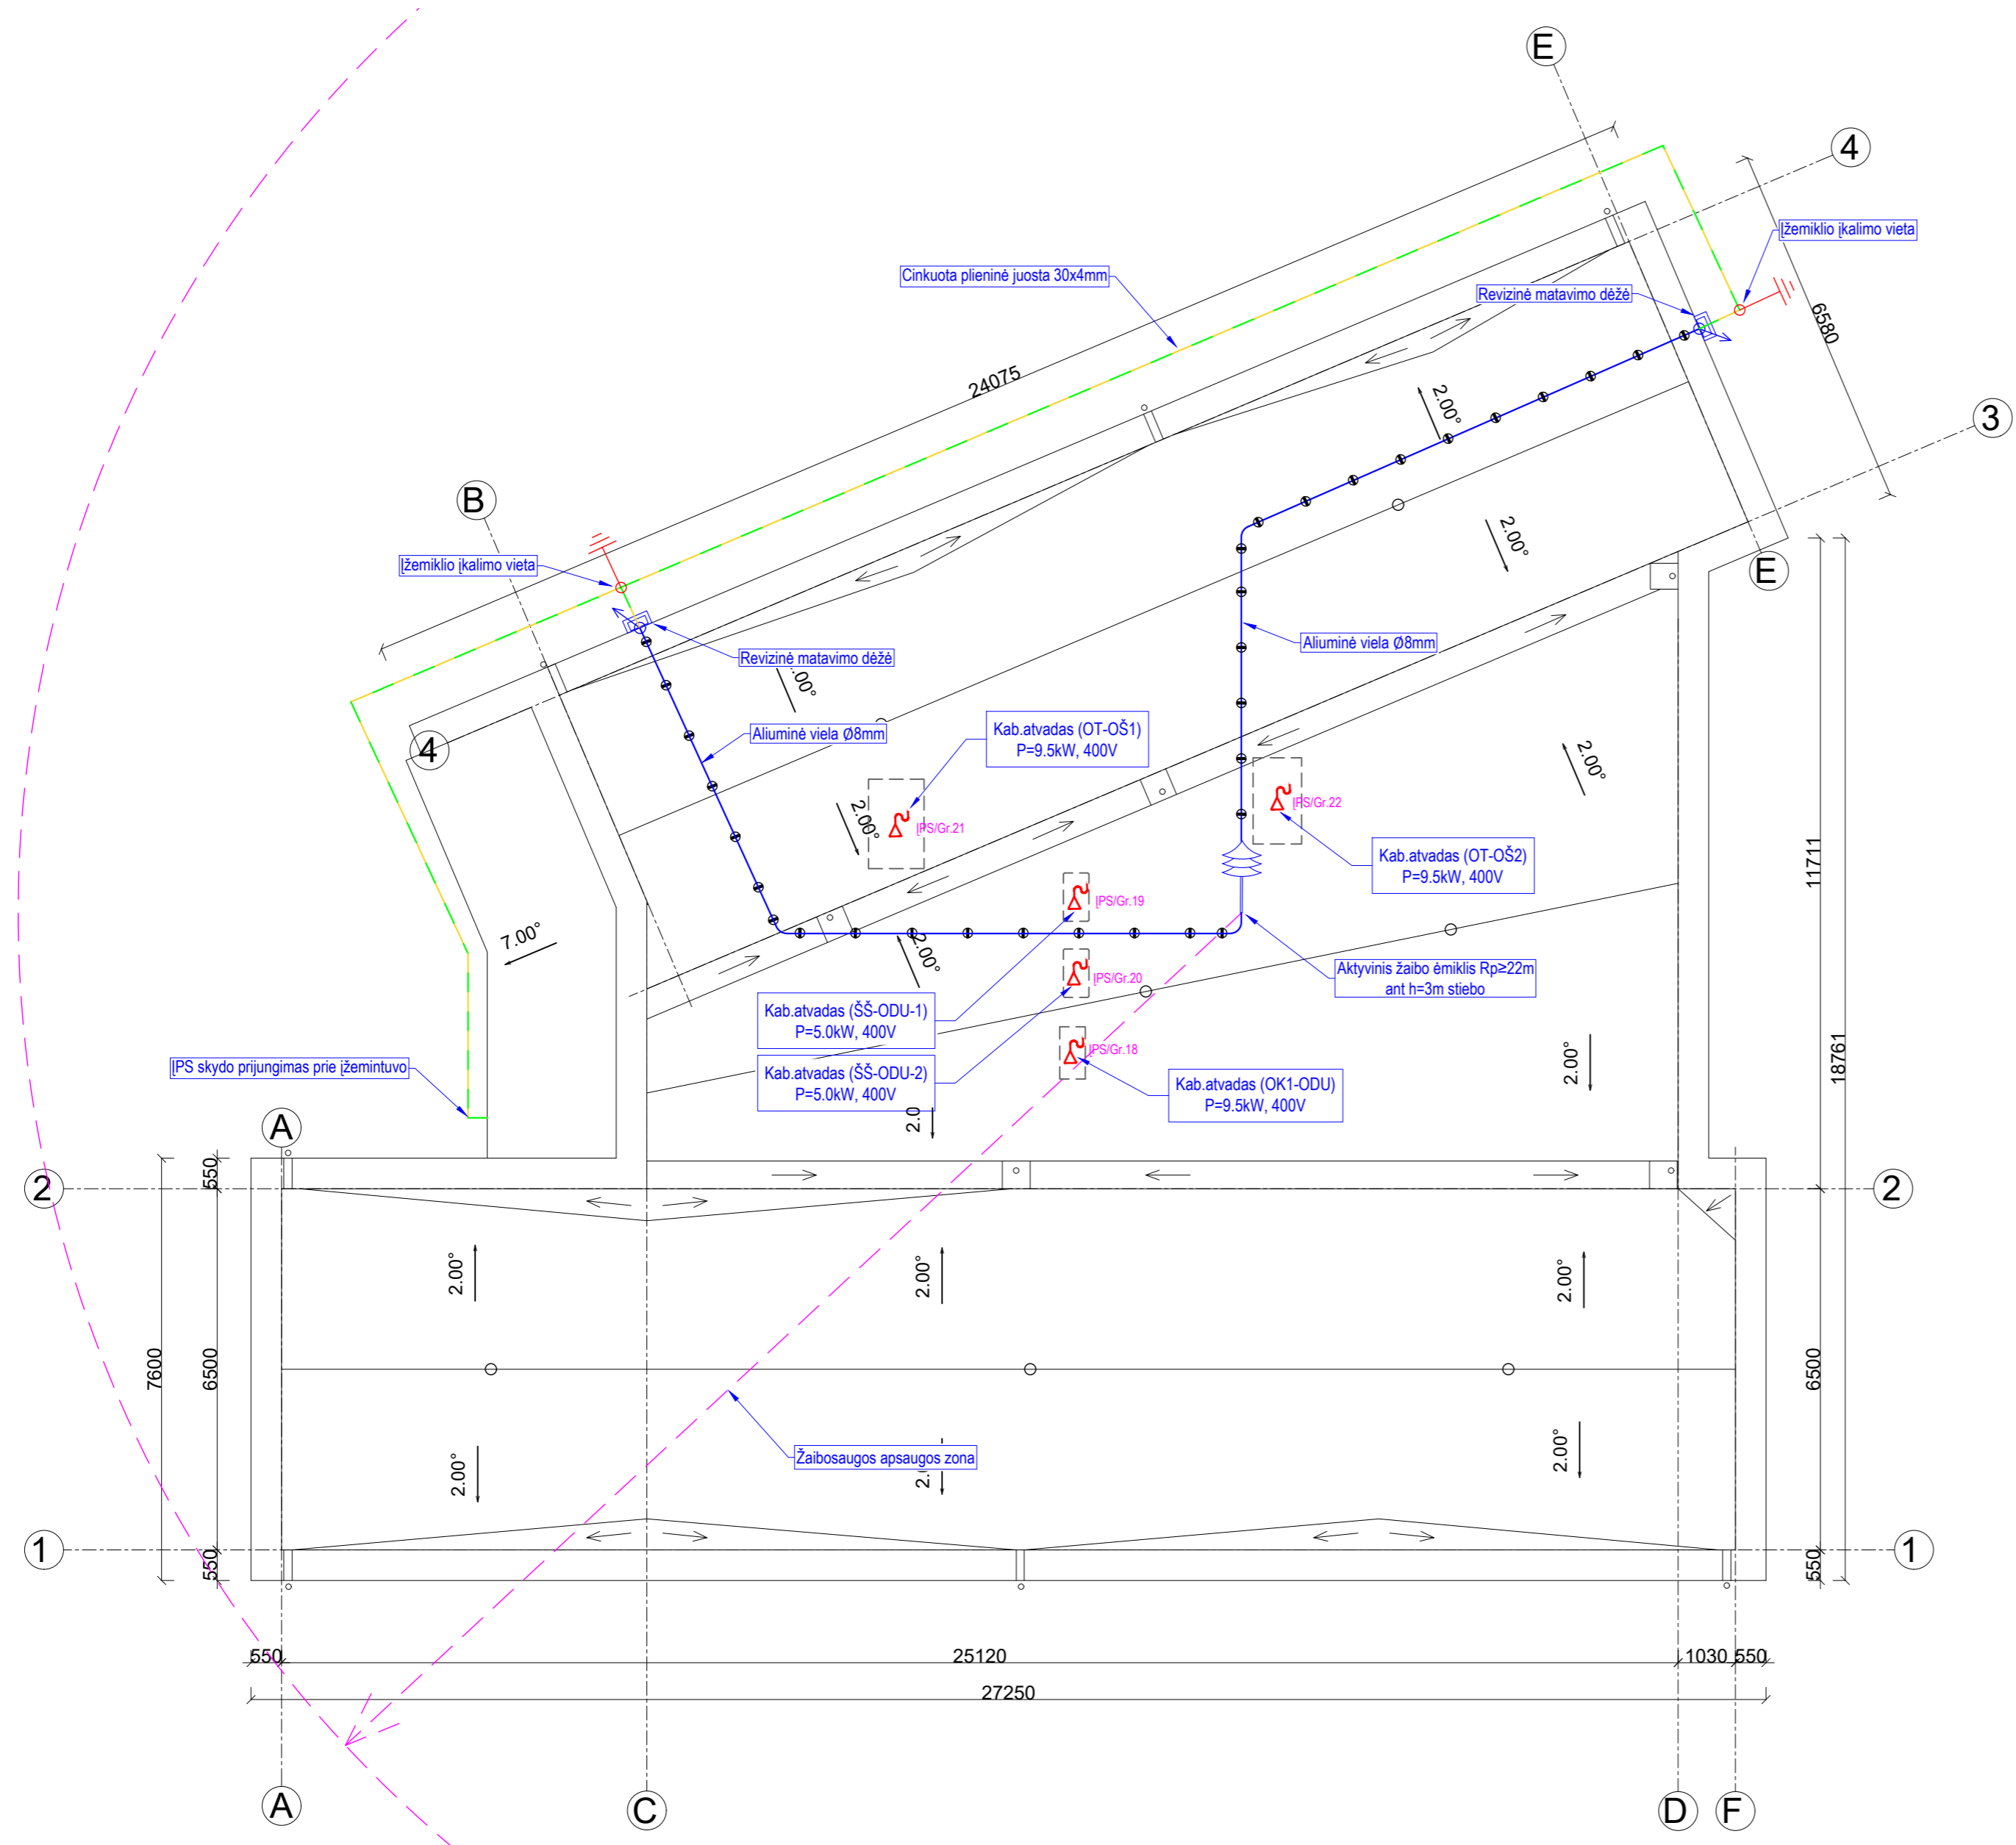 E
4
Įžemiklio įkalimo vieta
Cinkuota plieninė juosta 30x4mm
Revizinė matavimo dėžė
6580
24075
2.00°
3
B
2.00°
Įžemiklio įkalimo vieta
E
Aliuminė viela Ø8mm
Revizinė matavimo dėžė
.00°
Kab.atvadas (OT-OŠ1)
P=9.5kW, 400V
Aliuminė viela Ø8mm
4
2.00°
2.00°
ĮPS/Gr.21
ĮPS/Gr.22
Kab.atvadas (OT-OŠ2)
P=9.5kW, 400V
11711
ĮPS/Gr.19
7.00°
2.00°
Aktyvinis žaibo ėmiklis Rp≥22m
ant h=3m stiebo
ĮPS/Gr.20
Kab.atvadas (ŠŠ-ODU-1)
P=5.0kW, 400V
ĮPS/Gr.18
18761
ĮPS skydo prijungimas prie įžemintuvo
Kab.atvadas (ŠŠ-ODU-2)
P=5.0kW, 400V
2.00°
Kab.atvadas (OK1-ODU)
P=9.5kW, 400V
A
2.0
550
2
2
2.00°
2.00°
2.00°
7600
6500
6500
Žaibosaugos apsaugos zona
2.00°
2.
2.00°
1
550
550
1
550
25120
1030
550
27250
A
C
D
F